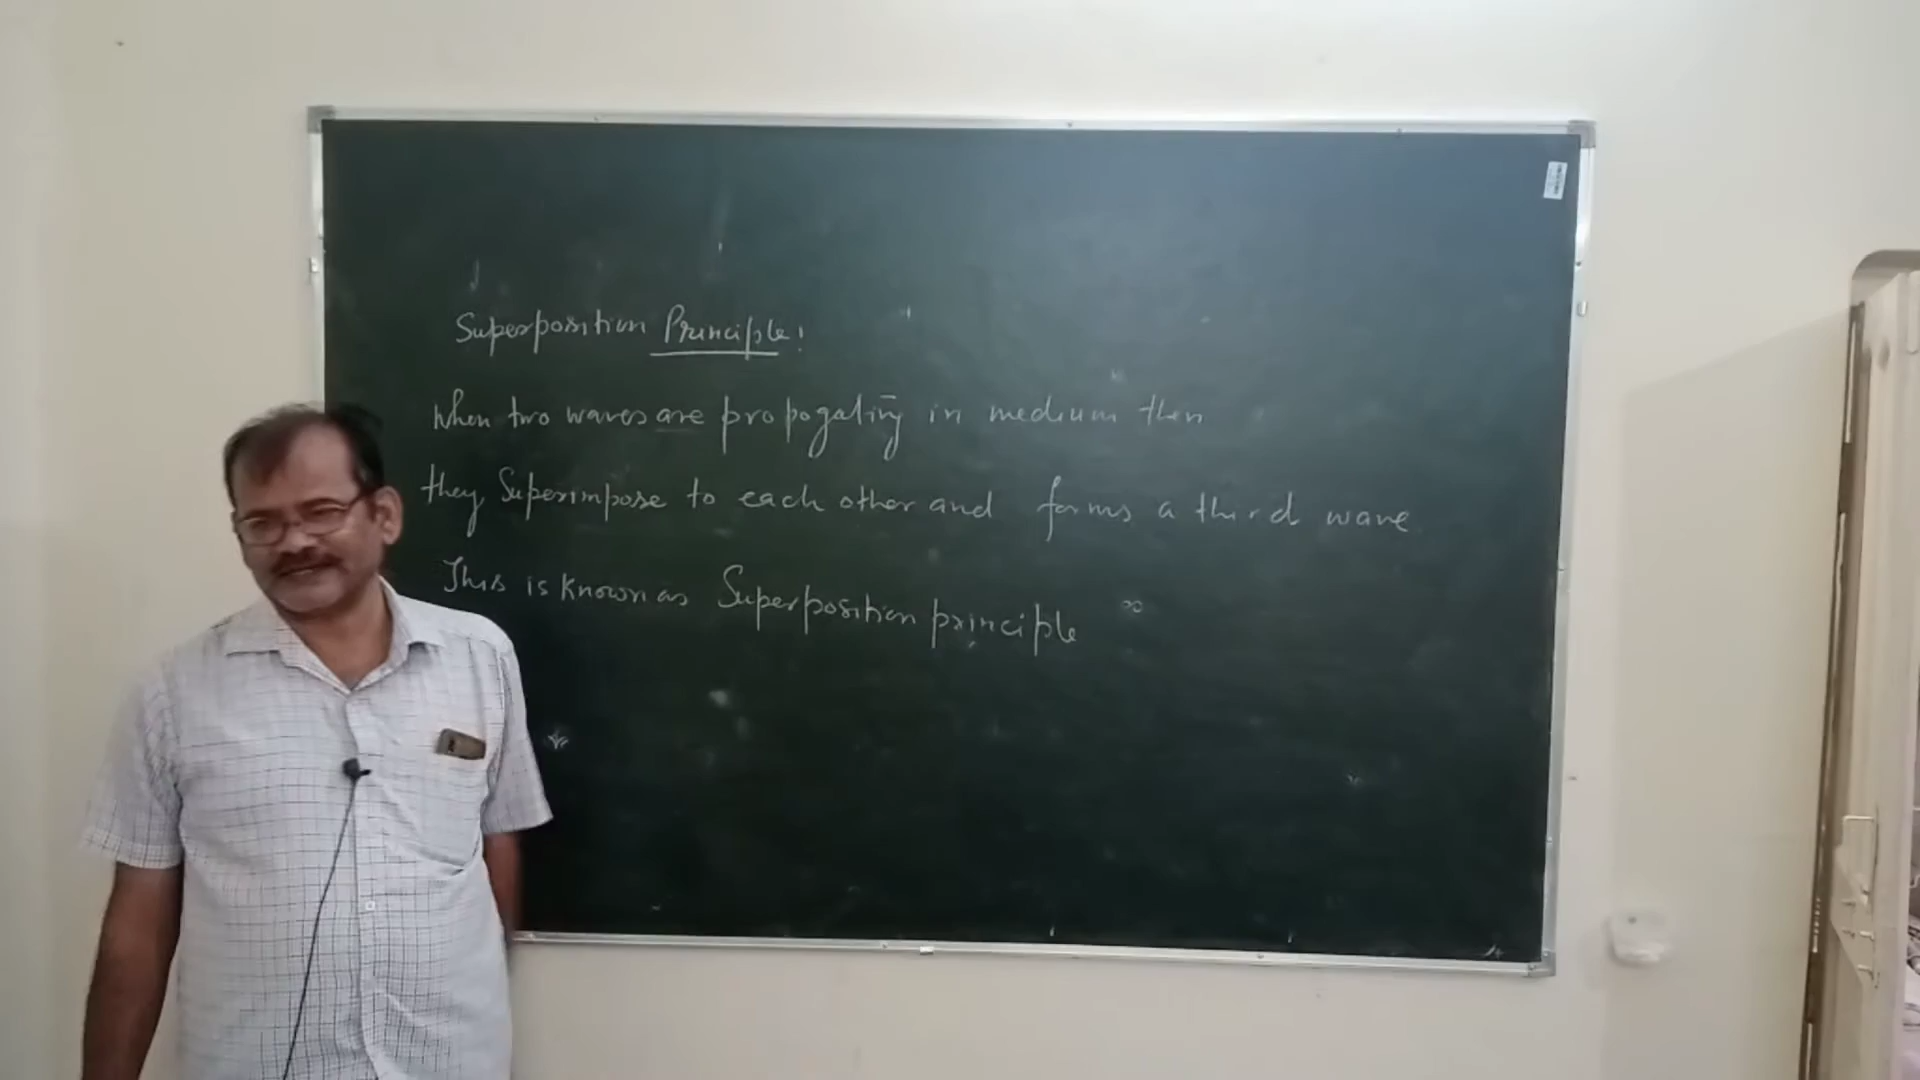 Superposition Principle!
When two waves are propogating in medium then
they Superimpose to each other and forms a third wave.
This is known as Superposition principle